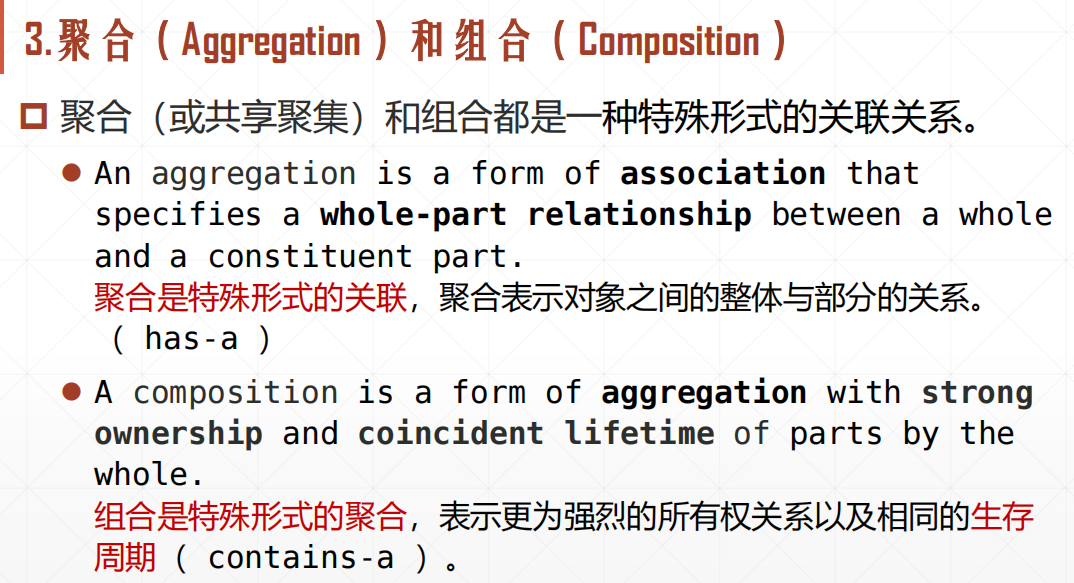 3.聚合（Aggregation）和组合（Composition）
聚合（或共享聚集）和组合都是一种特殊形式的关联关系。
An aggregation is a form of association that
specifies a whole-part relationship between a whole
and a constituent part.
聚合是特殊形式的关联，聚合表示对象之间的整体与部分的关系。
（ has-a ）
A composition is a form of aggregation with strong
ownership and coincident lifetime of parts by the
whole.
组合是特殊形式的聚合，表示更为强烈的所有权关系以及相同的生存
周期（ contains-a ）。